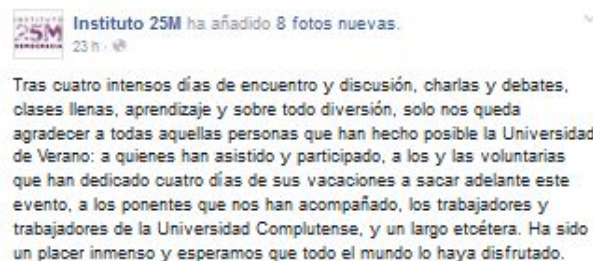 INSTITUTO
25M
DEMOCRACIA
Instituto 25M ha añadido 8 fotos nuevas.
23 h ·
Tras cuatro intensos días de encuentro y discusión, charlas y debates,
clases llenas, aprendizaje y sobre todo diversión, solo nos queda
agradecer a todas aquellas personas que han hecho posible la Universidad
de Verano: a quienes han asistido y participado, a los y las voluntarias
que han dedicado cuatro días de sus vacaciones a sacar adelante este
evento, a los ponentes que nos han acompañado, los trabajadores y
trabajadores de la Universidad Complutense, y un largo etcétera. Ha sido
un placer inmenso y esperamos que todo el mundo lo haya disfrutado.